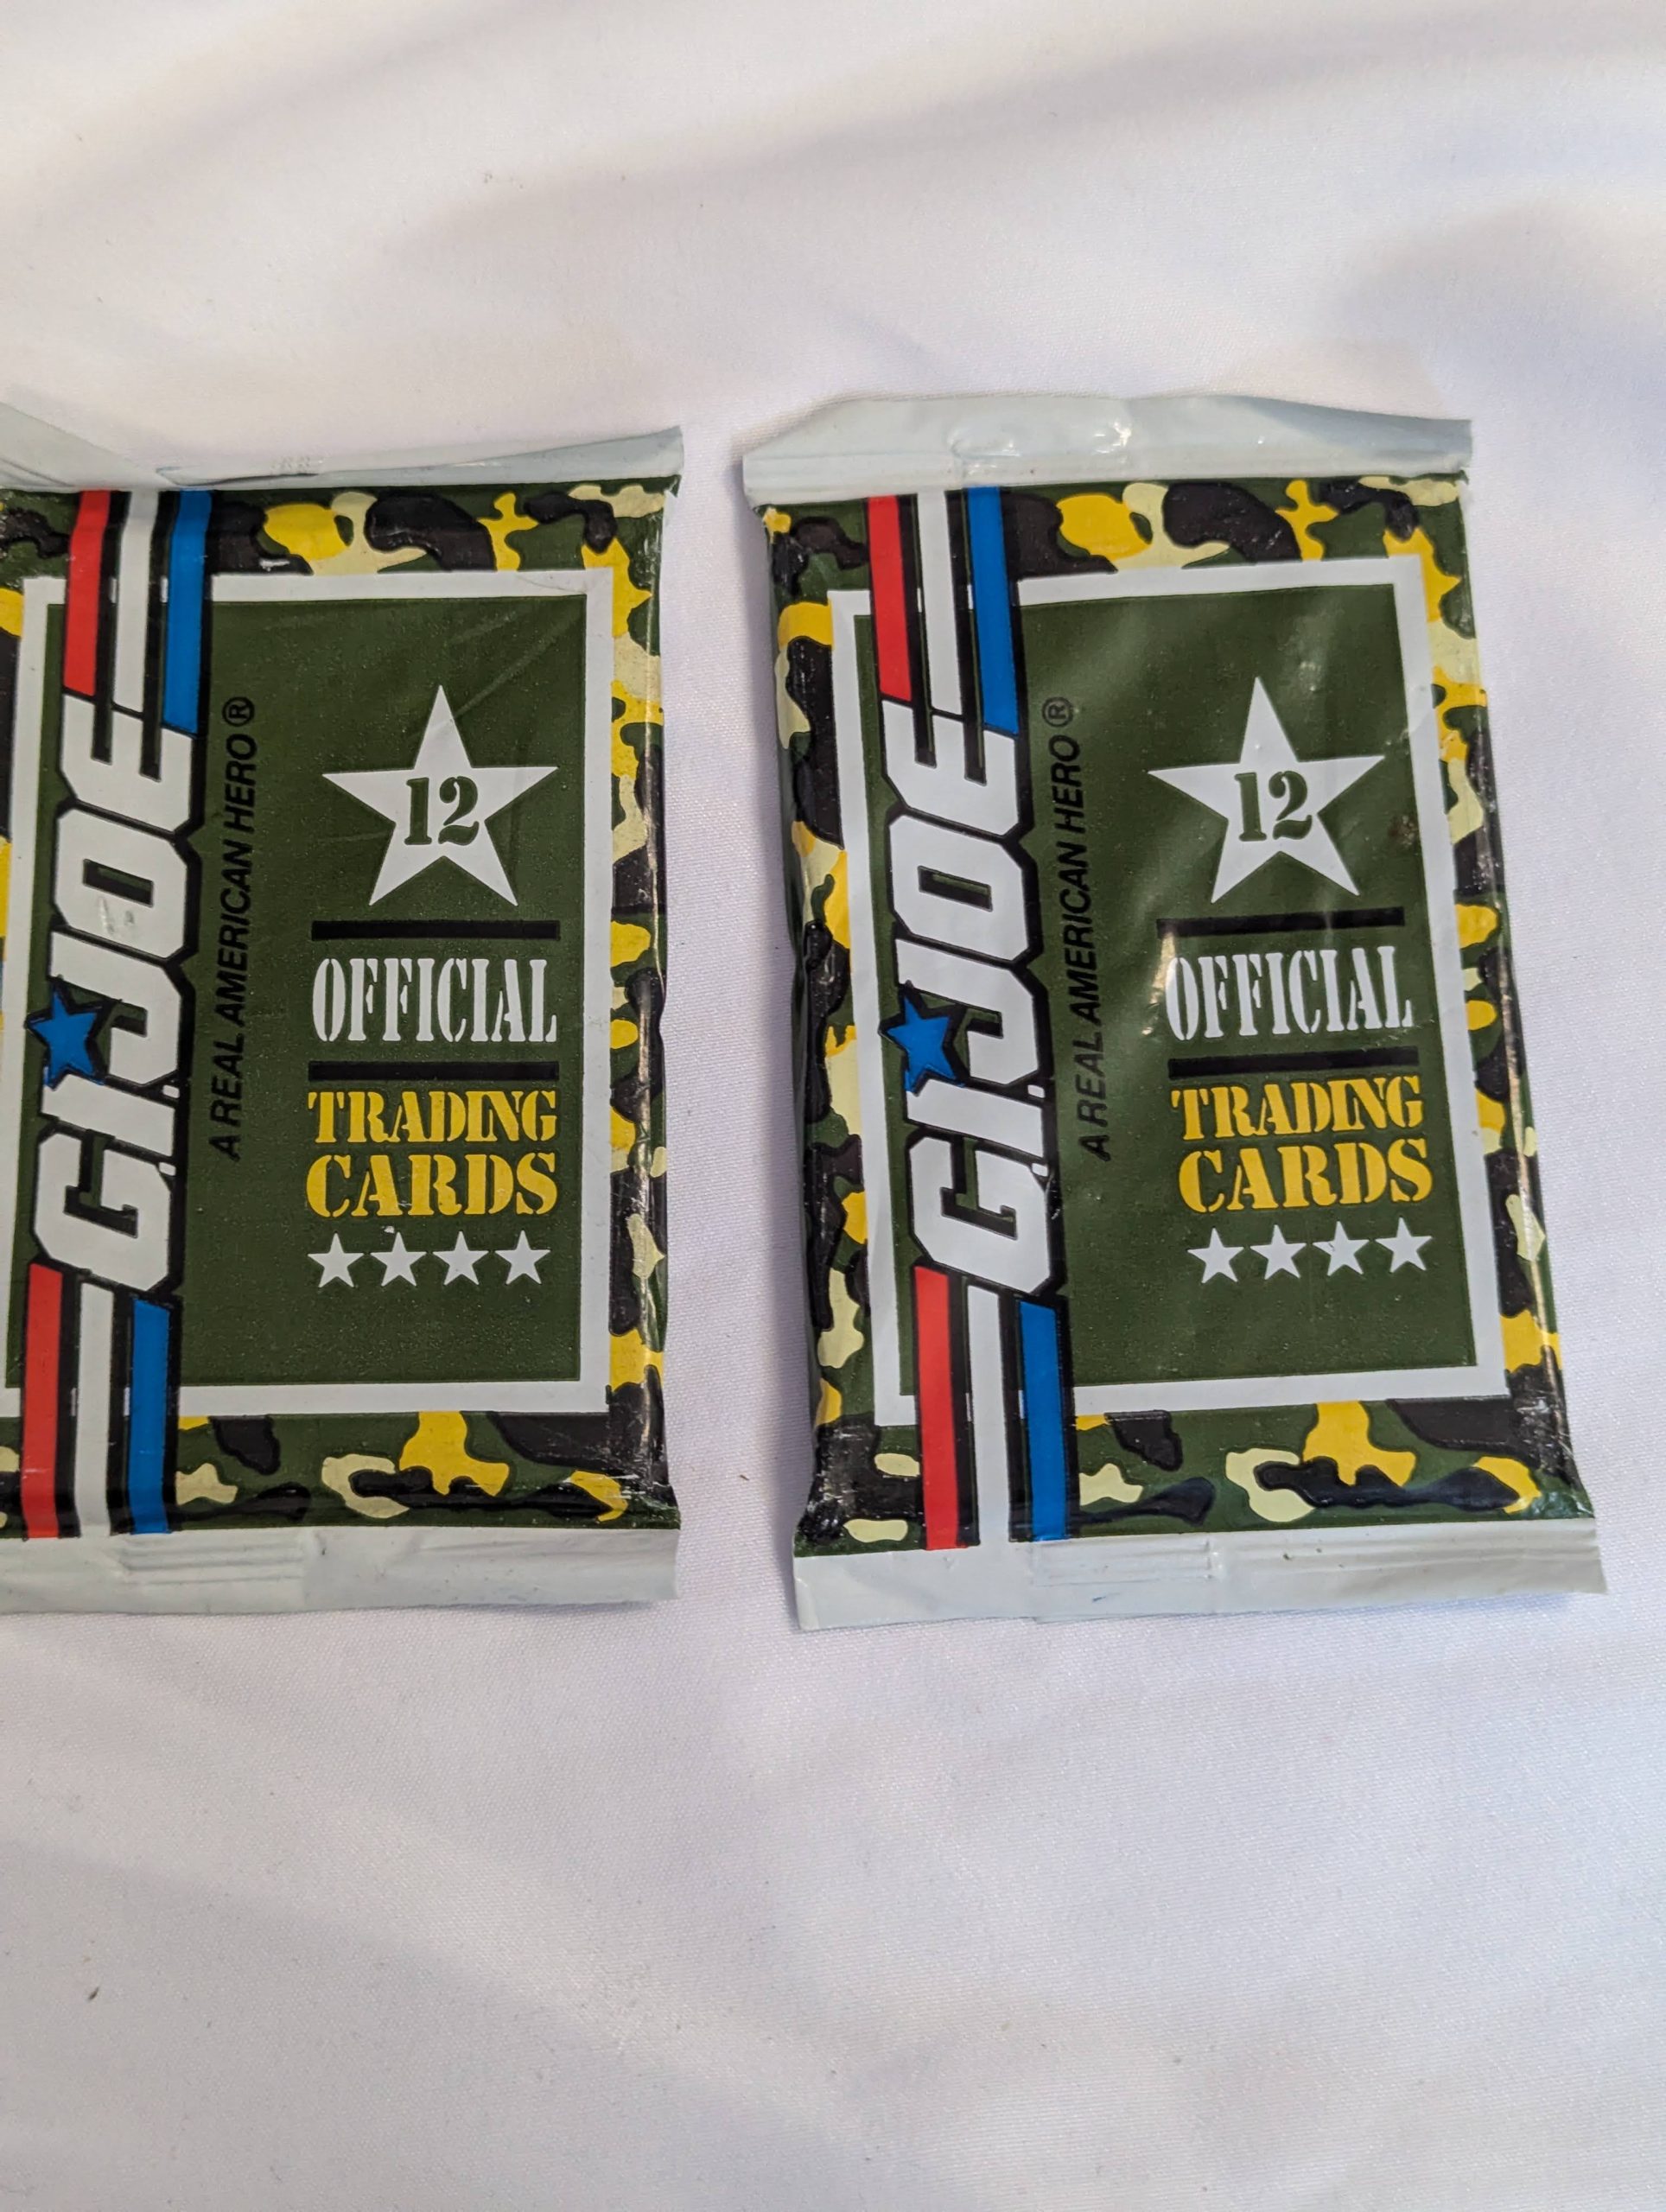 G.I. JOE
A REAL AMERICAN HERO®
12
OFFICIAL
TRADING
CARDS
G.I. JOE
A REAL AMERICAN HERO®
12
OFFICIAL
TRADING
CARDS